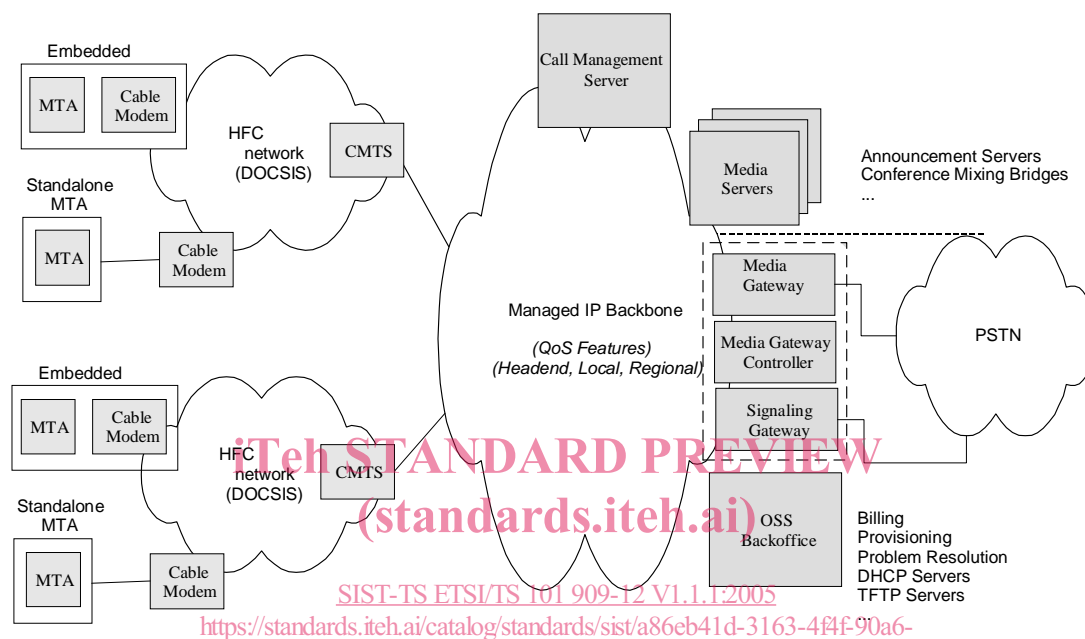 Embedded
MTA
Cable
Modem
HFC
network
(DOCSIS)
CMTS
Standalone
MTA
MTA
Cable
Modem
Call Management
Server
Media
Servers
Announcement Servers
Conference Mixing Bridges
...
Managed IP Backbone
(QoS Features)
(Headend, Local, Regional)
Media
Gateway
Media Gateway
Controller
Signaling
Gateway
PSTN
Embedded
MTA
Cable
Modem
HFC
network
(DOCSIS)
CMTS
Standalone
MTA
MTA
Cable
Modem
OSS
Backoffice
Billing
Provisioning
Problem Resolution
DHCP Servers
TFTP Servers
...
iTeh STANDARD PREVIEW
(standards.iteh.ai)
SIST-TS ETSI/TS 101 909-12 V1.1.1:2005
https://standards.iteh.ai/catalog/standards/sist/a86eb41d-3163-4f4f-90a6-